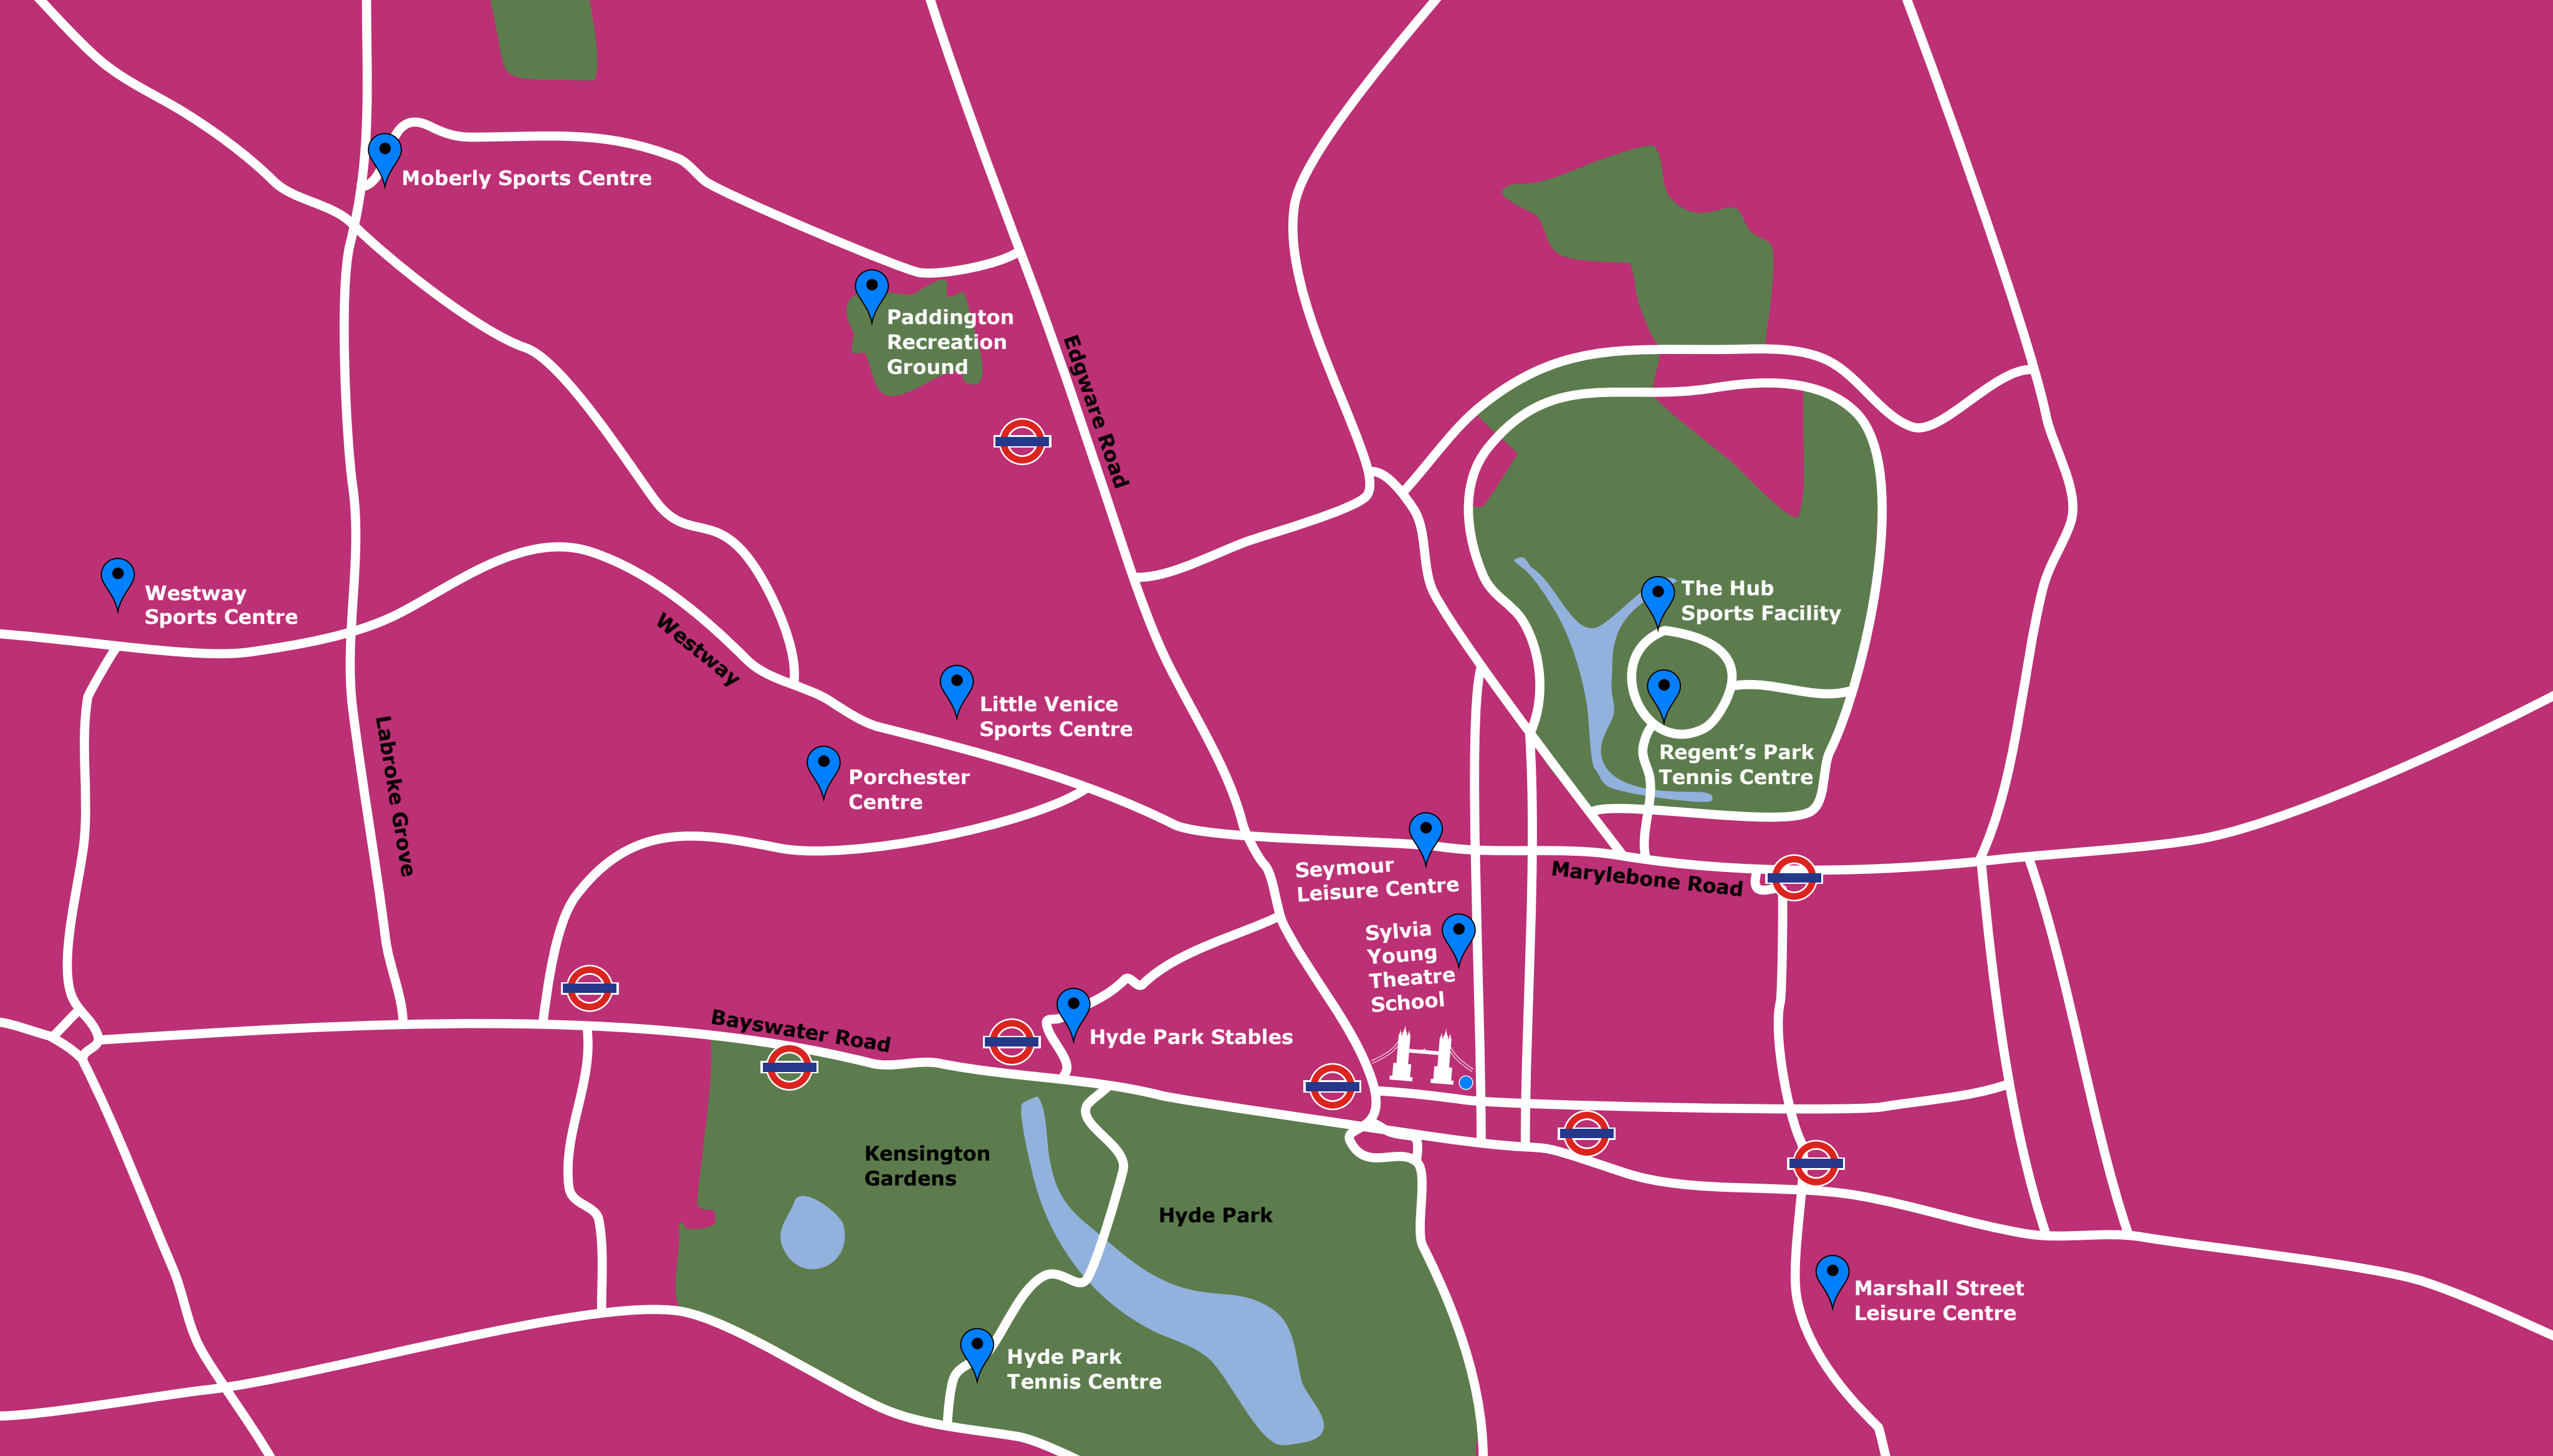 Moberly Sports Centre
Paddington
Recreation
Ground
Edgware Road
Westway
Sports Centre
The Hub
Sports Facility
Westway
Little Venice
Sports Centre
Labroke Grove
Porchester
Centre
Regent’s Park
Tennis Centre
Seymour
Leisure Centre
Marylebone Road
Sylvia
Young
Theatre
School
Bayswater Road
Hyde Park Stables
Kensington
Gardens
Hyde Park
Marshall Street
Leisure Centre
Hyde Park
Tennis Centre